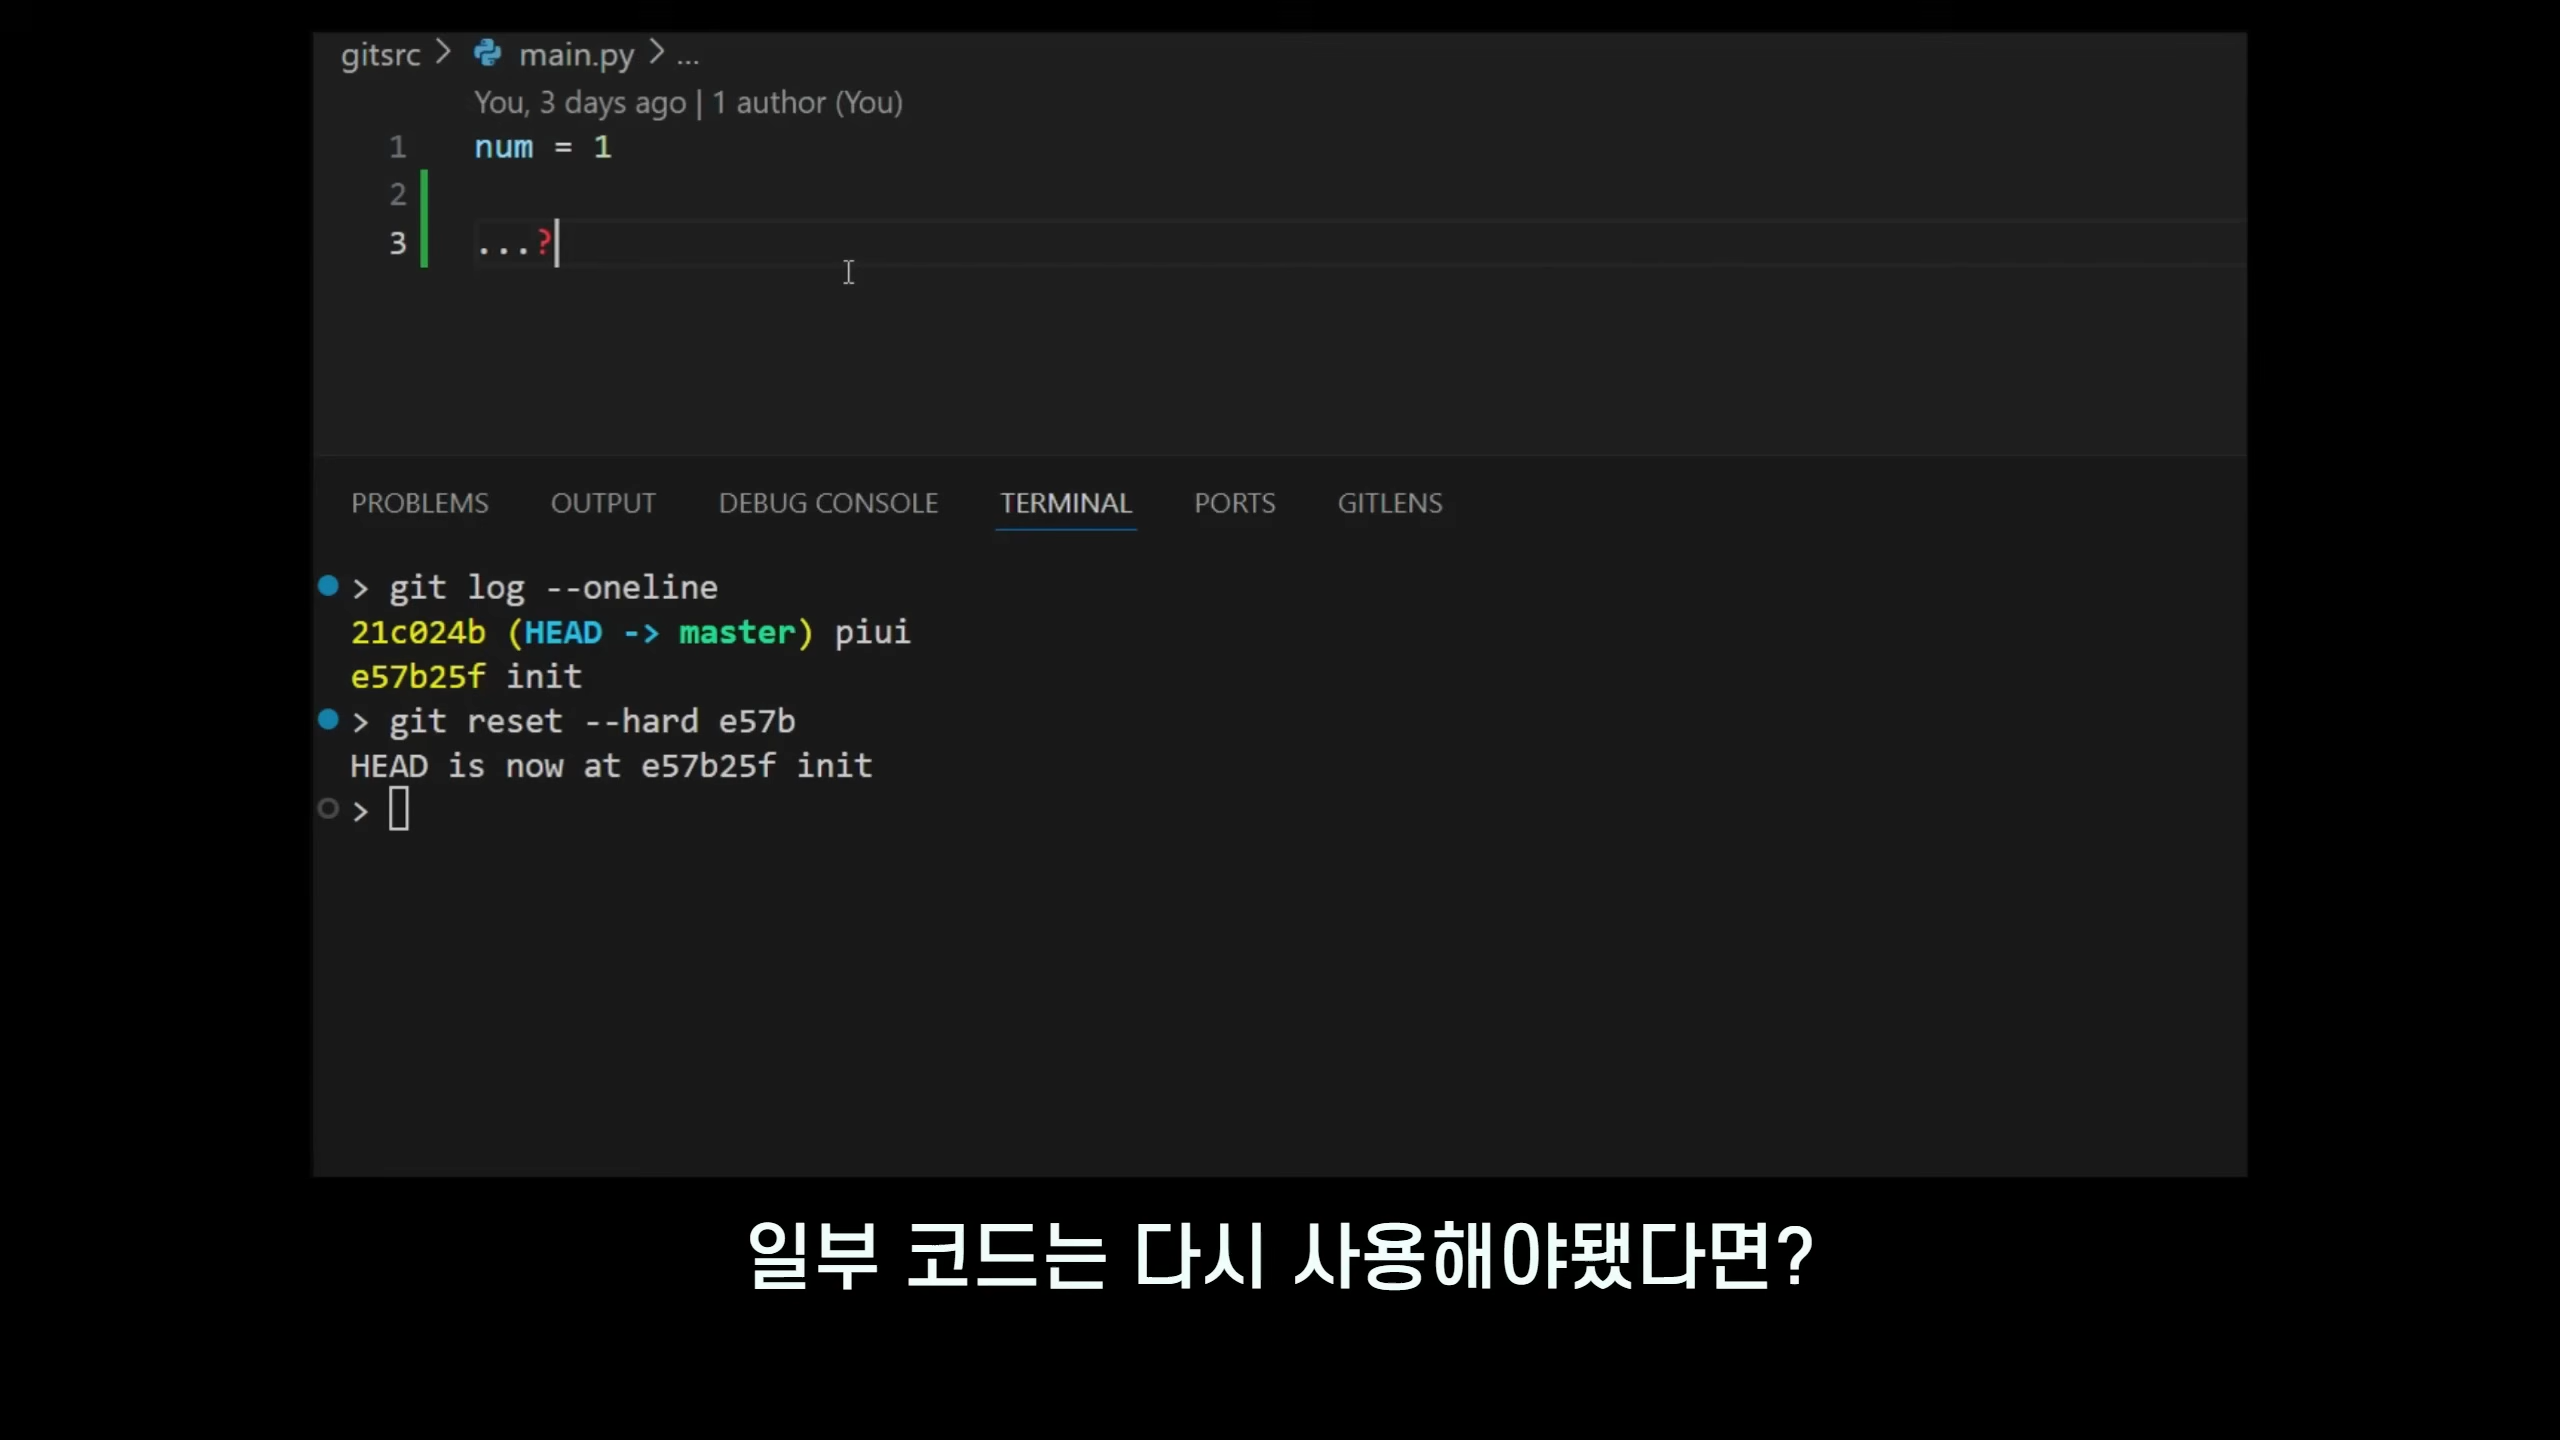 gitsrc > main.py > ...
You, 3 days ago | 1 author (You)
1 num = 1
2
3 ...?
PROBLEMS OUTPUT DEBUG CONSOLE TERMINAL PORTS GITLENS
> git log --oneline
21c024b (HEAD -> master) piui
e57b25f init
> git reset --hard e57b
HEAD is now at e57b25f init
>
일부 코드는 다시 사용해야됐다면?